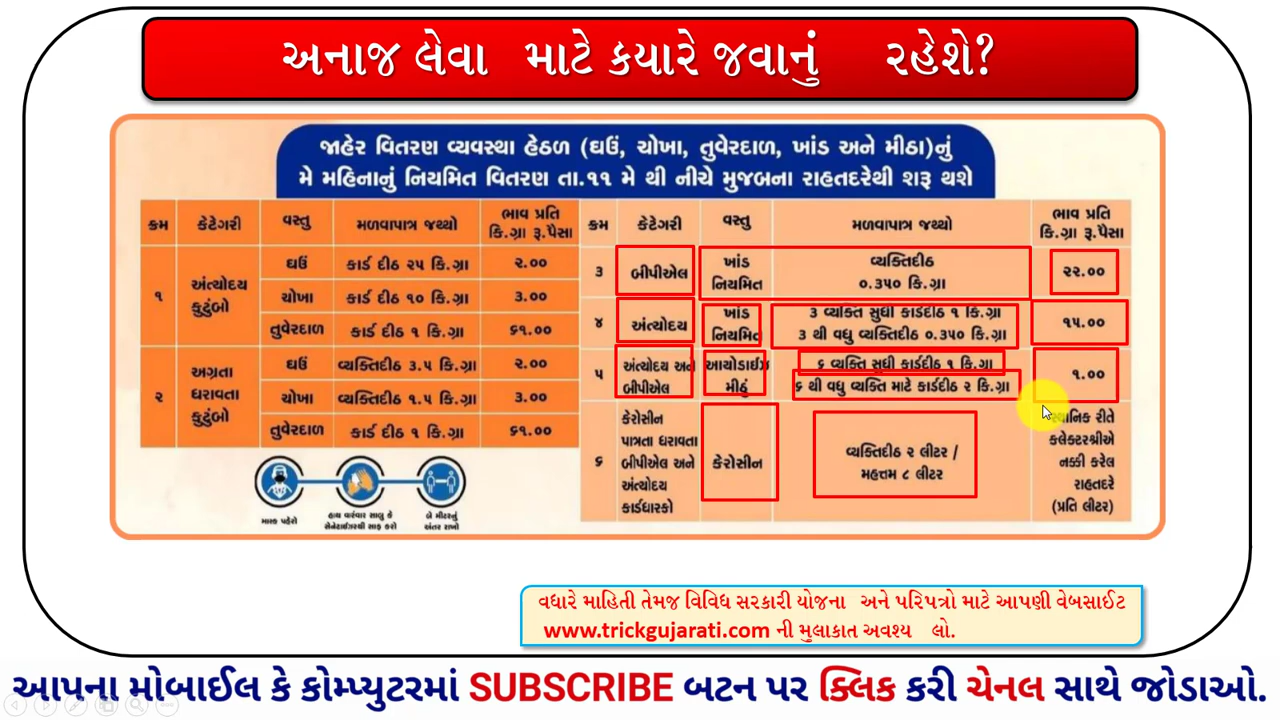 અનાજ લેવા માટે કયારે જવાનું રહેશે?
જાહેર વિતરણ વ્યવસ્થા હેઠળ (ઘઉં, ચોખા, તુવેરદાળ, ખાંડ અને મીઠા)નું
મે મહિનાનું નિયમિત વિતરણ તા.૧૧ મે થી નીચે મુજબના રાહતદરેથી શરૂ થશે
ક્રમ કેટેગરી વસ્તુ મળવાપાત્ર જથ્થો ભાવ પ્રતિ કિ.ગ્રા રૂ.પૈસા
૧ અંત્યોદય કુટુંબો
ઘઉં કાર્ડ દીઠ ૨૫ કિ.ગ્રા ૨.૦૦
ચોખા કાર્ડ દીઠ ૧૦ કિ.ગ્રા ૩.૦૦
તુવેરદાળ કાર્ડ દીઠ ૧ કિ.ગ્રા ૬૧.૦૦
૨ અગ્રતા ધરાવતા કુટુંબો
ઘઉં વ્યક્તિદીઠ ૩.૫ કિ.ગ્રા ૨.૦૦
ચોખા વ્યક્તિદીઠ ૧.૫ કિ.ગ્રા ૩.૦૦
તુવેરદાળ કાર્ડ દીઠ ૧ કિ.ગ્રા ૬૧.૦૦
માસ્ક પહેરો
હાથ વારંવાર સાબુ કે
સેનેટાઈઝરથી સાફ કરો
બે મીટરનું
અંતર રાખો
ક્રમ કેટેગરી વસ્તુ મળવાપાત્ર જથ્થો ભાવ પ્રતિ કિ.ગ્રા રૂ.પૈસા
૩ બીપીએલ ખાંડ નિયમિત વ્યક્તિદીઠ ૦.૩૫૦ કિ.ગ્રા ૨૨.૦૦
૪ અંત્યોદય ખાંડ નિયમિત ૩ વ્યક્તિ સુધી કાર્ડદીઠ ૧ કિ.ગ્રા
૩ થી વધુ વ્યક્તિદીઠ ૦.૩૫૦ કિ.ગ્રા ૧૫.૦૦
૫ અંત્યોદય અને બીપીએલ આયોડાઈઝ મીઠું ૬ વ્યક્તિ સુધી કાર્ડદીઠ ૧ કિ.ગ્રા
૬ થી વધુ વ્યક્તિ માટે કાર્ડદીઠ ૨ કિ.ગ્રા ૧.૦૦
૬ કેરોસીન
પાત્રતા ધરાવતા
બીપીએલ અને
અંત્યોદય
કાર્ડધારકો
કેરોસીન
વ્યક્તિદીઠ ૨ લીટર /
મહત્તમ ૮ લીટર
સ્થાનિક રીતે
કલેક્ટરશ્રીએ
નક્કી કરેલ
રાહતદરે
(પ્રતિ લીટર)
વધારે માહિતી તેમજ વિવિધ સરકારી યોજના અને પરિપત્રો માટે આપણી વેબસાઈટ
www.trickgujarati.com ની મુલાકાત અવશ્ય લો.
આપના મોબાઈલ કે કોમ્પ્યુટરમાં SUBSCRIBE બટન પર ક્લિક કરી ચેનલ સાથે જોડાઓ.